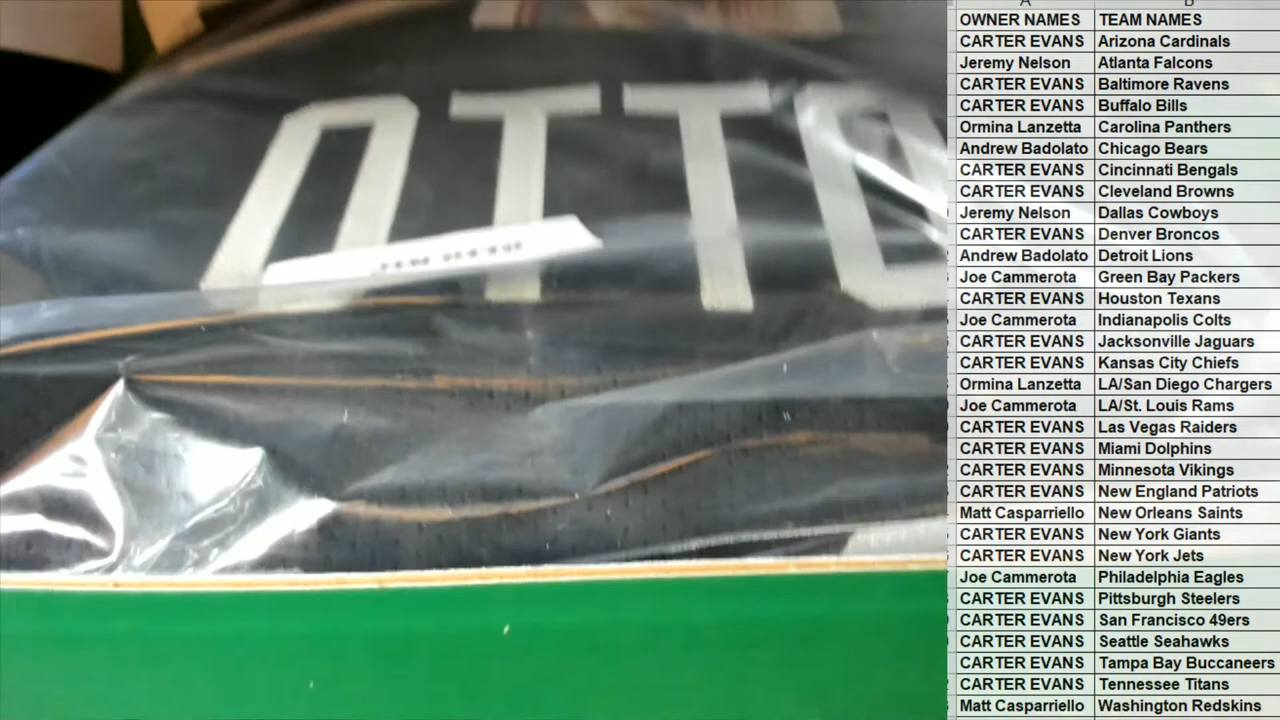 OTTO
A B
OWNER NAMES TEAM NAMES
CARTER EVANS Arizona Cardinals
Jeremy Nelson Atlanta Falcons
CARTER EVANS Baltimore Ravens
CARTER EVANS Buffalo Bills
Ormina Lanzetta Carolina Panthers
Andrew Badolato Chicago Bears
CARTER EVANS Cincinnati Bengals
CARTER EVANS Cleveland Browns
Jeremy Nelson Dallas Cowboys
CARTER EVANS Denver Broncos
Andrew Badolato Detroit Lions
Joe Cammerota Green Bay Packers
CARTER EVANS Houston Texans
Joe Cammerota Indianapolis Colts
CARTER EVANS Jacksonville Jaguars
CARTER EVANS Kansas City Chiefs
Ormina Lanzetta LA/San Diego Chargers
Joe Cammerota LA/St. Louis Rams
CARTER EVANS Las Vegas Raiders
CARTER EVANS Miami Dolphins
CARTER EVANS Minnesota Vikings
CARTER EVANS New England Patriots
Matt Casparriello New Orleans Saints
CARTER EVANS New York Giants
CARTER EVANS New York Jets
Joe Cammerota Philadelphia Eagles
CARTER EVANS Pittsburgh Steelers
CARTER EVANS San Francisco 49ers
CARTER EVANS Seattle Seahawks
CARTER EVANS Tampa Bay Buccaneers
CARTER EVANS Tennessee Titans
Matt Casparriello Washington Redskins